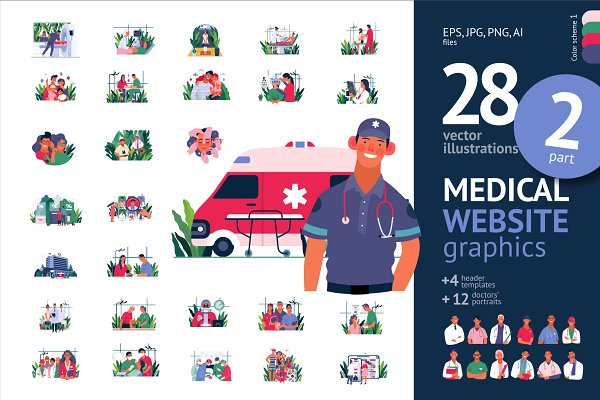 EPS, JPG, PNG, AI
files
Color scheme 1
28
vector
illustrations
2
part
MEDICAL
WEBSITE
graphics
+4 header
templates
+12 doctors'
portraits